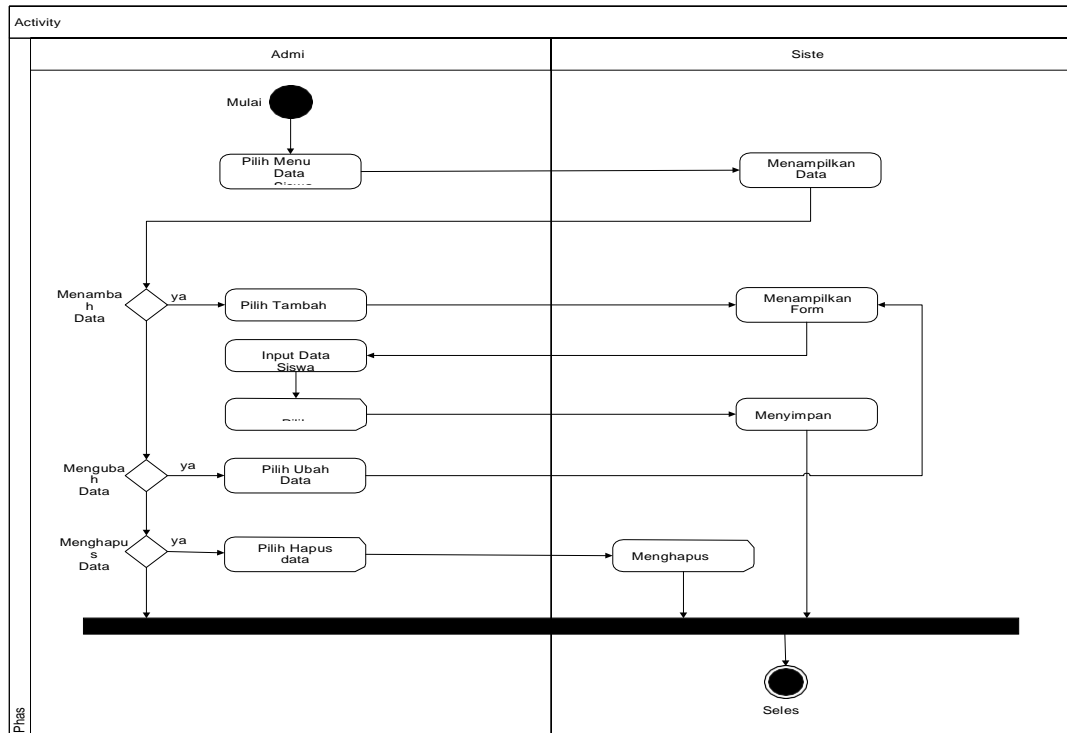 Activity
Admi
Siste
Mulai
Pilih Menu
Data
Menampilkan
Data
Menamba
h
Data
ya
Pilih Tambah
Menampilkan
Form
Input Data
Siswa
Menyimpan
Menguba
h
Data
ya
Pilih Ubah
Data
Menghapu
s
Data
ya
Pilih Hapus
data
Menghapus
Seles
Phas